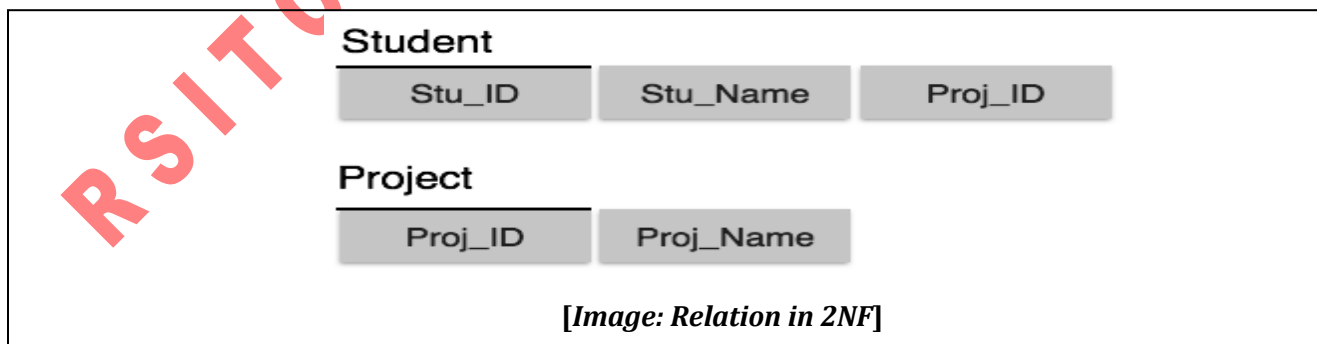 Student
Stu_ID Stu_Name Proj_ID
Project
Proj_ID Proj_Name
[Image: Relation in 2NF]
R S I T